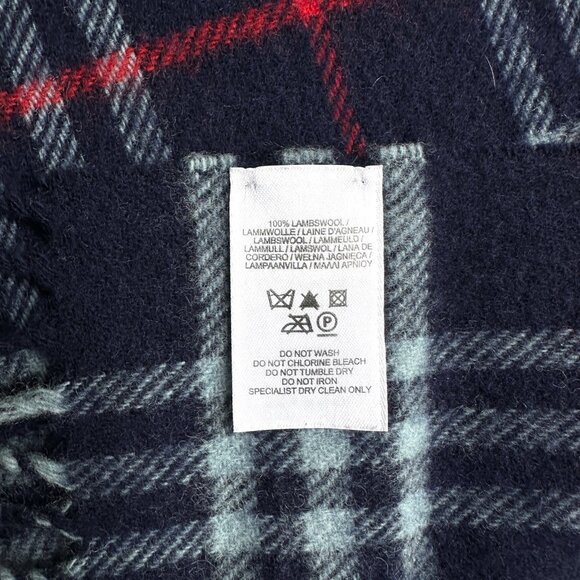 100% LAMBSWOOL /
LAMMWOLLE / LAINE D'AGNEAU /
LAMBSWOOL / LAMMEULD /
LAMMULL / LAMSWOL / LANA DE
CORDERO / WEŁNA JAGNIĘCA /
LAMPAANVILLA / ΜΑΛΛΙ ΑΡΝΙΟΥ
P
DO NOT WASH
DO NOT CHLORINE BLEACH
DO NOT TUMBLE DRY
DO NOT IRON
SPECIALIST DRY CLEAN ONLY